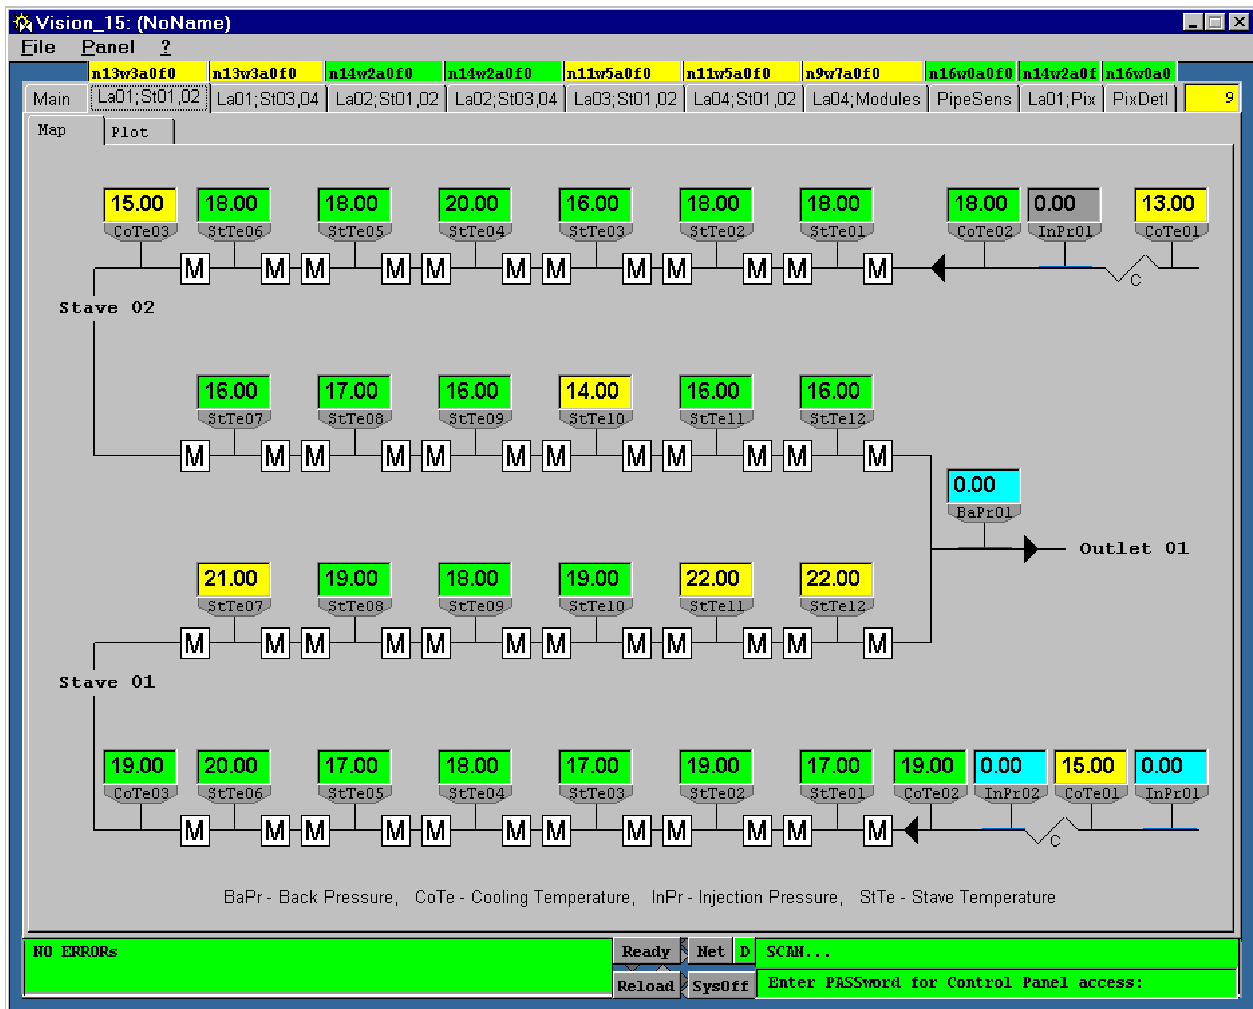 Vision_15: (NoName)
File Panel ?
n13w3a0f0 n13w3a0f0 n14w2a0f0 n14w2a0f0 n11w5a0f0 n11w5a0f0 n9w7a0f0 n16w0a0f0 n14w2a0f n16w0a0
Main La01;St01,02 La01;St03,04 La02;St01,02 La02;St03,04 La03;St01,02 La04;St01,02 La04;Modules PipeSens La01;Pix PixDetl 9
Map Plot
15.00 18.00 18.00 20.00 16.00 18.00 18.00 18.00 0.00 13.00
CoTe03 StTe06 StTe05 StTe04 StTe03 StTe02 StTe01 CoTe02 InPr01 CoTe01
M M M M M M M M M M M M
C
Stave 02
16.00 17.00 16.00 14.00 16.00 16.00
StTe07 StTe08 StTe09 StTe10 StTe11 StTe12
M M M M M M M M M M M M
0.00
BaPr01
Outlet 01
21.00 19.00 18.00 19.00 22.00 22.00
StTe07 StTe08 StTe09 StTe10 StTe11 StTe12
M M M M M M M M M M M M
Stave 01
19.00 20.00 17.00 18.00 17.00 19.00 17.00 19.00 0.00 15.00 0.00
CoTe03 StTe06 StTe05 StTe04 StTe03 StTe02 StTe01 CoTe02 InPr02 CoTe01 InPr01
M M M M M M M M M M M M
C
BaPr - Back Pressure, CoTe - Cooling Temperature, InPr - Injection Pressure, StTe - Stave Temperature
NO ERRORs Ready Net D SCAN...
Reload SysOff Enter PASSword for Control Panel access: